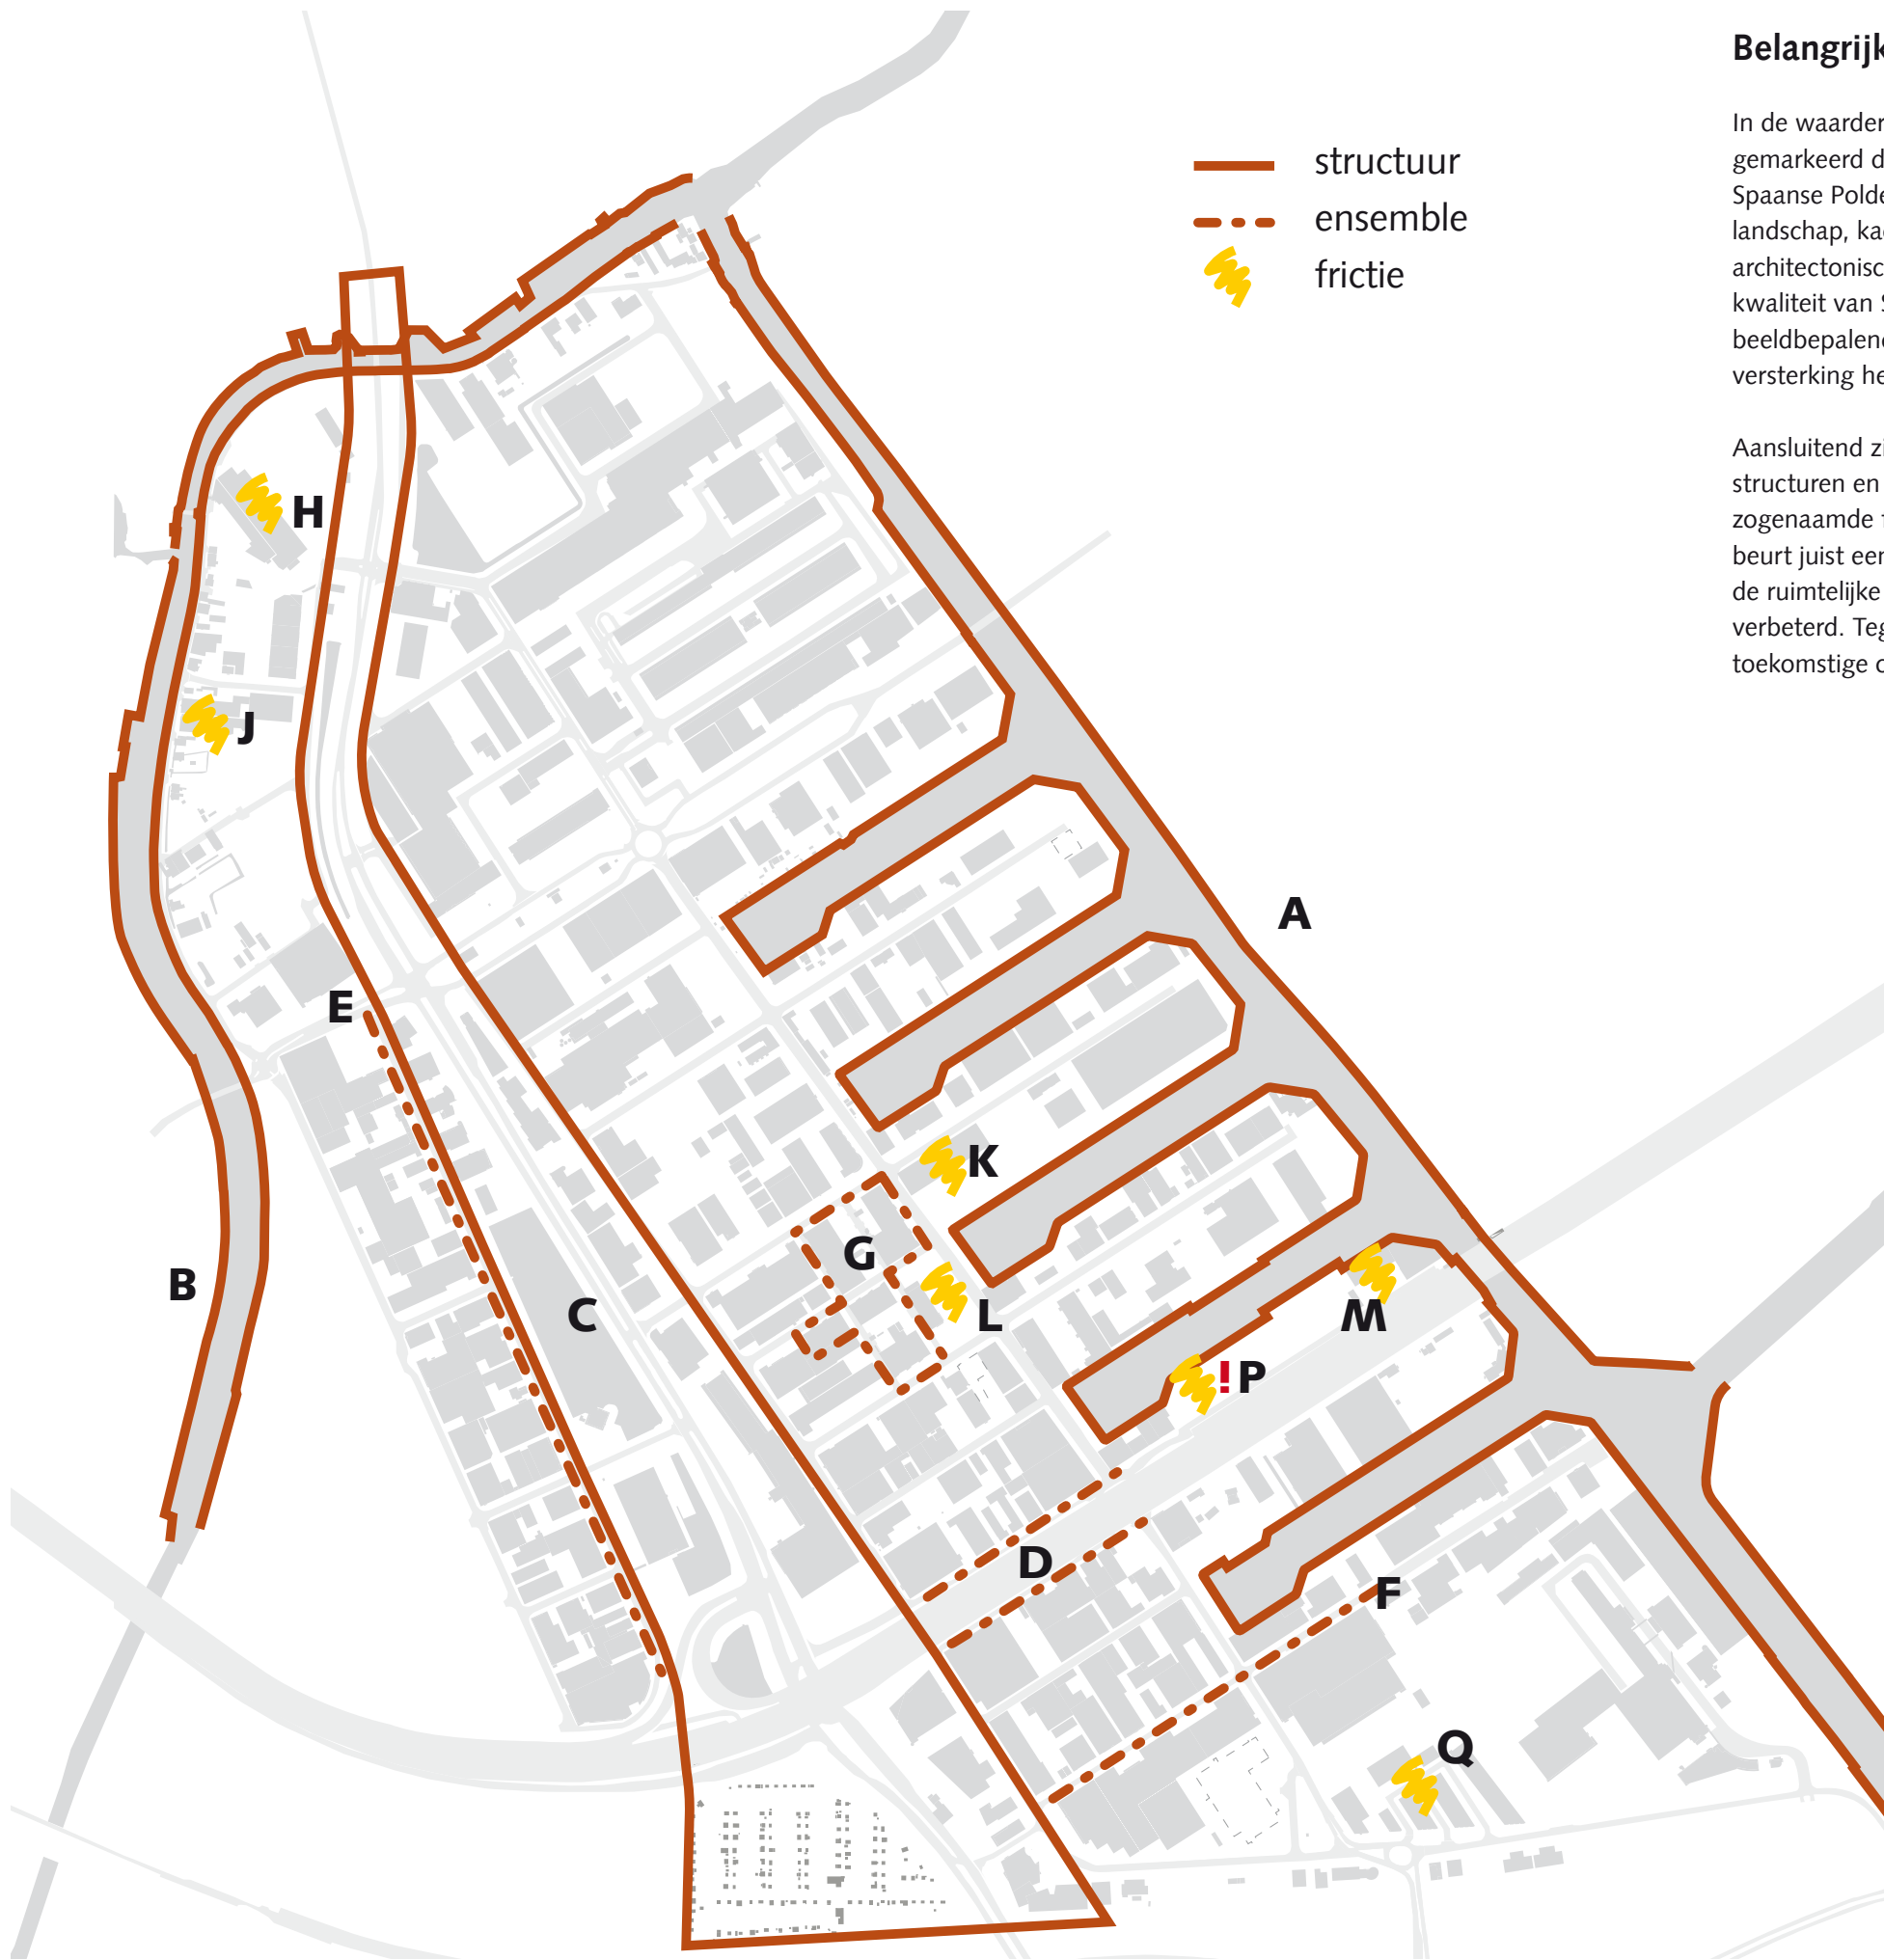 structuur
ensemble
frictie
Belangrijk
In de waarder
gemarkeerd d
Spaanse Polde
landschap, ka
architectonisc
kwaliteit van S
beeldbepalend
versterking he
Aansluitend zi
structuren en
zogenaamde f
beurt juist een
de ruimtelijke
verbeterd. Teg
toekomstige o
H
J
A
E
K
G
B
C
L
M
!P
D
F
Q